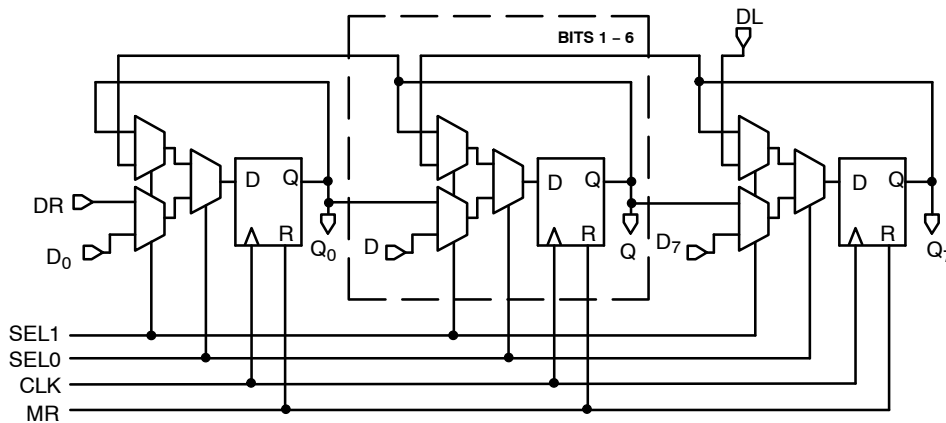 DL
BITS 1 – 6
D Q
D Q
D Q
DR
R
R
R
D₀
Q₀
D
Q
D₇
Q₇
SEL1
SEL0
CLK
MR